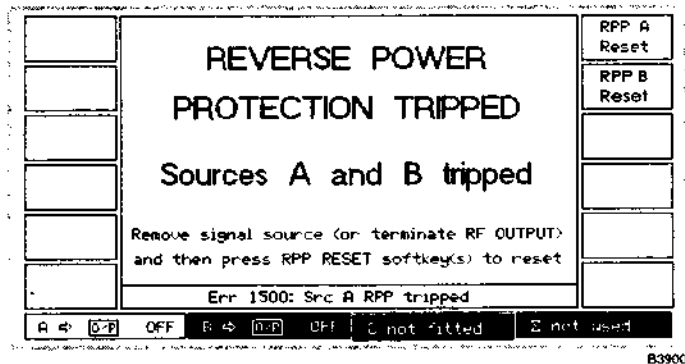 RPP A
Reset
RPP B
Reset
REVERSE POWER
PROTECTION TRIPPED
Sources A and B tripped
Remove signal source (or terminate RF OUTPUT)
and then press RPP RESET softkey(s) to reset
Err 1500: Src A RPP tripped
A ⇨ O/P OFF B ⇨ O/P OFF C not fitted Σ not used
B3900